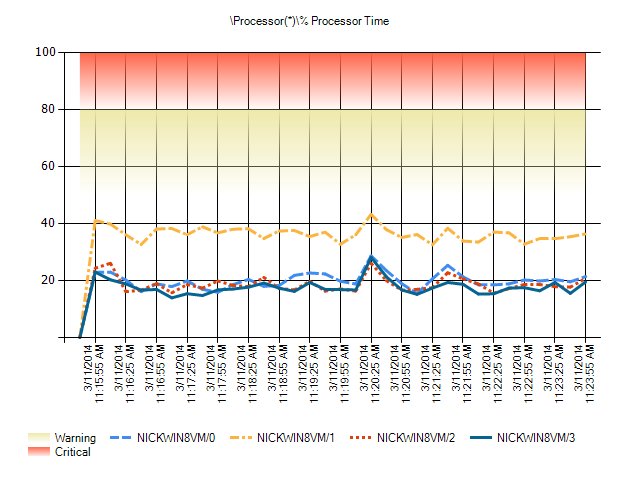 \Processor(*)\% Processor Time
100
80
60
40
20
3/11/2014
11:15:55 AM
3/11/2014
11:16:25 AM
3/11/2014
11:16:55 AM
3/11/2014
11:17:25 AM
3/11/2014
11:17:55 AM
3/11/2014
11:18:25 AM
3/11/2014
11:18:55 AM
3/11/2014
11:19:25 AM
3/11/2014
11:19:55 AM
3/11/2014
11:20:25 AM
3/11/2014
11:20:55 AM
3/11/2014
11:21:25 AM
3/11/2014
11:21:55 AM
3/11/2014
11:22:25 AM
3/11/2014
11:22:55 AM
3/11/2014
11:23:25 AM
3/11/2014
11:23:55 AM
Warning NICKWIN8VM/0 NICKWIN8VM/1 NICKWIN8VM/2 NICKWIN8VM/3
Critical